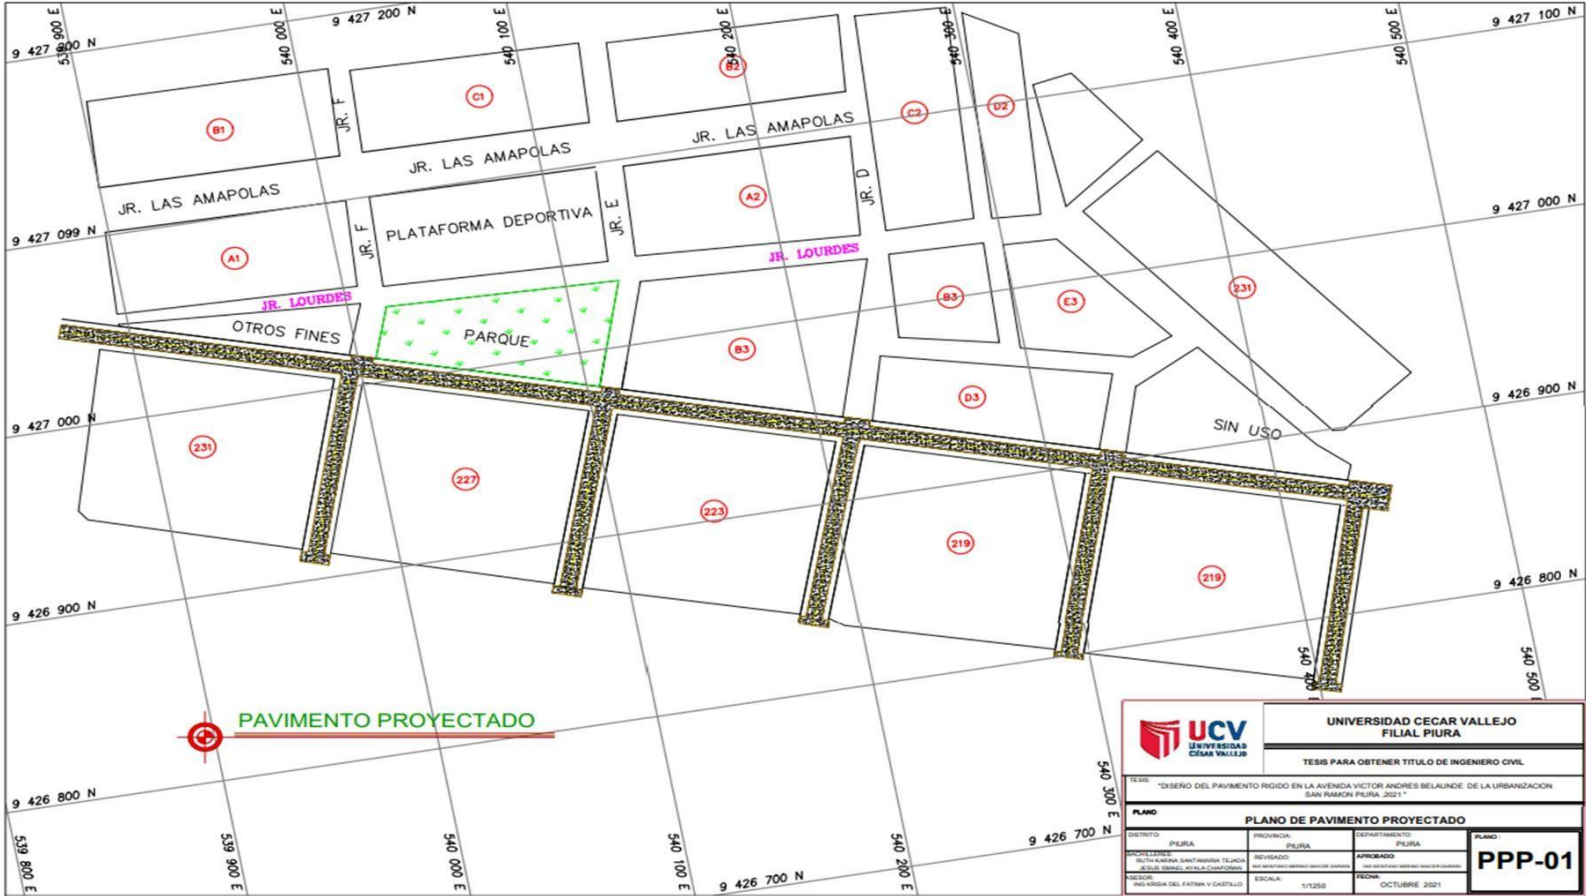 539 900 E
540 000 E
9 427 200 N
540 100 E
540 200 E
540 300 E
540 400 E
540 500 E
9 427 100 N
B1
JR. F
C1
B2
C2
D2
JR. LAS AMAPOLAS
JR. LAS AMAPOLAS
JR. LAS AMAPOLAS
9 427 000 N
9 427 099 N
A1
JR. F
PLATAFORMA DEPORTIVA
JR. E
A2
JR. D
JR. LOURDES
JR. LOURDES
B3
E3
231
OTROS FINES
PARQUE
B3
D3
SIN USO
9 426 900 N
9 427 000 N
231
227
223
219
219
9 426 800 N
9 426 900 N
540 500 E
540 300 E
PAVIMENTO PROYECTADO
9 426 800 N
539 800 E
539 900 E
540 000 E
540 100 E
540 200 E
9 426 700 N
9 426 700 N
UCV
UNIVERSIDAD
CÉSAR VALLEJO
UNIVERSIDAD CECAR VALLEJO
FILIAL PIURA
TESIS PARA OBTENER TITULO DE INGENIERO CIVIL
TESIS:
"DISEÑO DEL PAVIMENTO RIGIDO EN LA AVENIDA VICTOR ANDRES BELAUNDE DE LA URBANIZACION
SAN RAMON PIURA ,2021 "
PLANO:
PLANO DE PAVIMENTO PROYECTADO
DISTRITO:
PIURA
PROVINCIA:
PIURA
DEPARTAMENTO:
PIURA
PLANO :
PPP-01
BACHILLERES:
RUTH KARINA SANTAMARIA TEJADA
JESUS ISMAEL AYALA CHAPOÑAN
REVISADO:
APROBADO:
ASESOR:
ING KRISIA DEL FATIMA V CASTILLO
ESCALA:
1/1250
FECHA:
OCTUBRE 2021